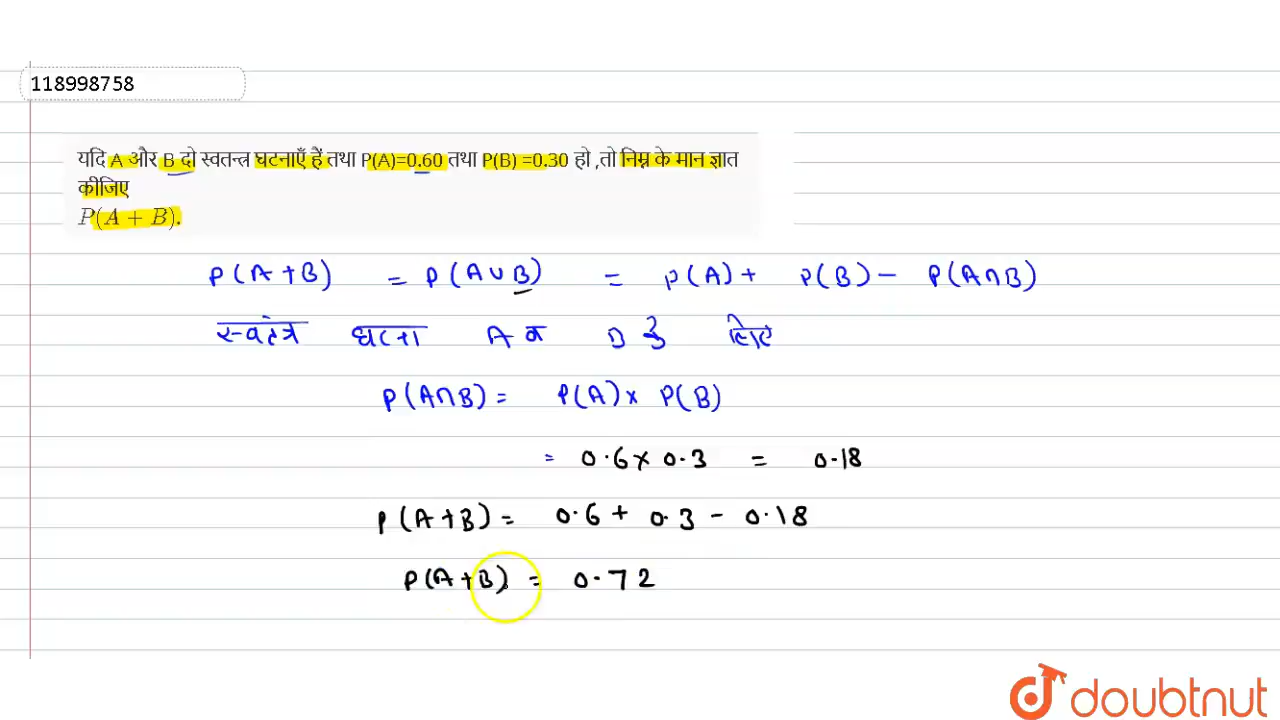 118998758
यदि A और B दो स्वतन्त्र घटनाएँ हैं तथा P(A)=0.60 तथा P(B) =0.30 हो ,तो निम्न के मान ज्ञात
कीजिए
P(A + B).
P(A+B) = P(A∪B) = P(A)+ P(B) - P(A∩B)
स्वतंत्र घटना A व B के लिए
P(A∩B) = P(A) x P(B)
= 0.6 x 0.3 = 0.18
P(A+B) = 0.6 + 0.3 - 0.18
P(A+B) = 0.72
doubtnut